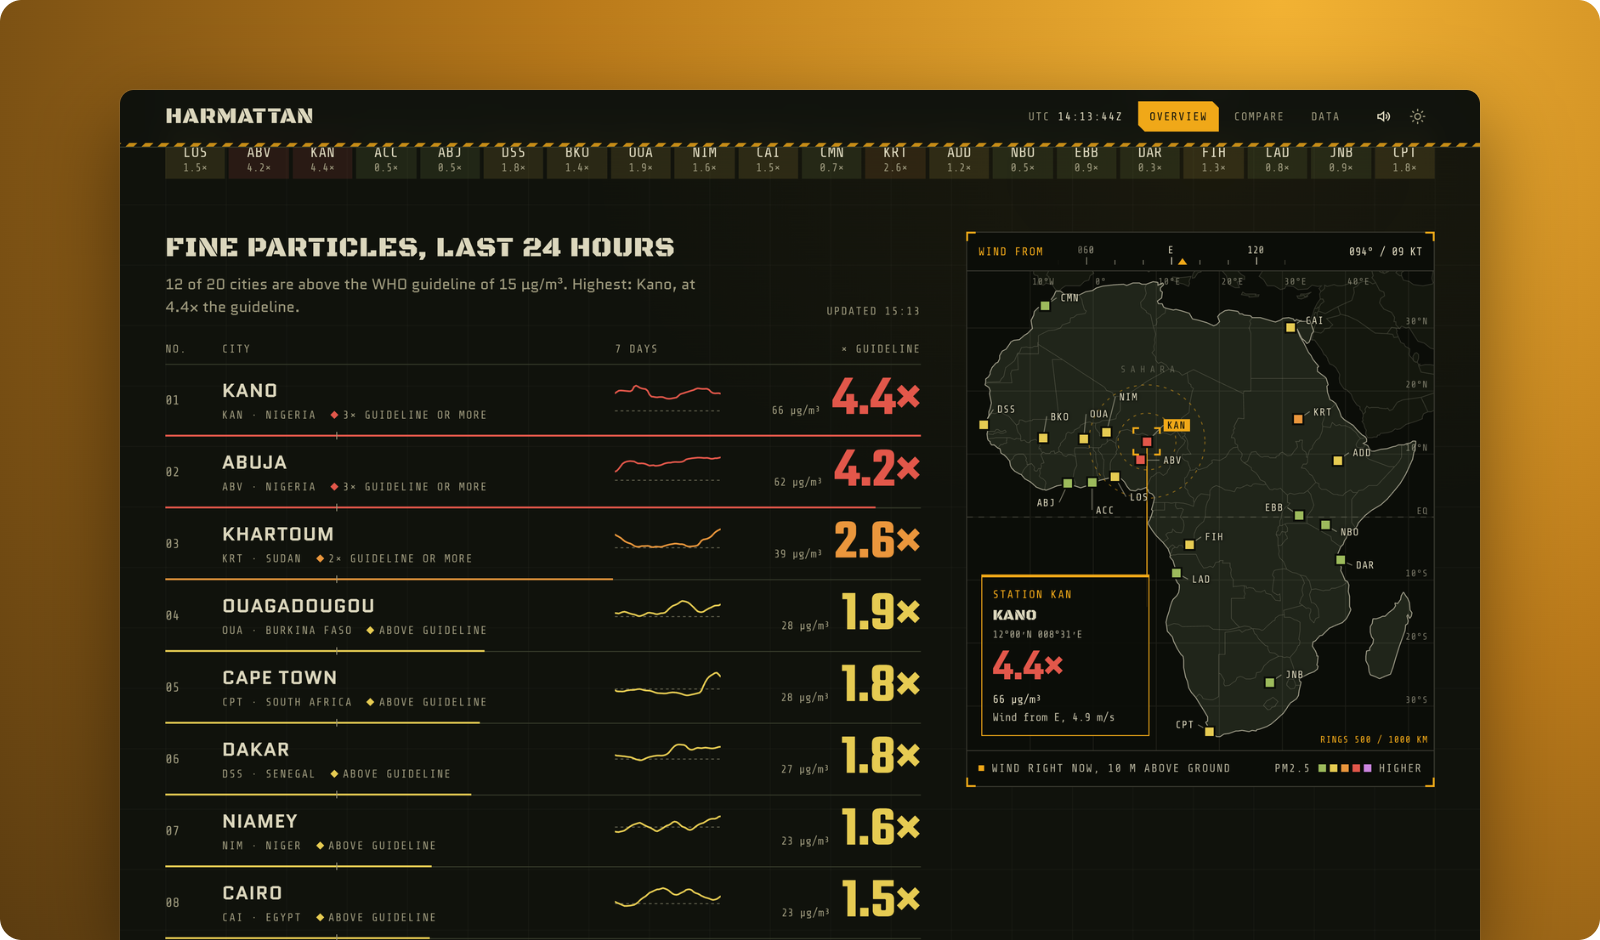 HARMATTAN
UTC 14:13:44Z OVERVIEW COMPARE DATA
LOS ABV KAN ACC ABJ DSS BKO OUA NIM CAI CMN KRT ADD NBO EBB DAR FIH LAD JNB CPT
1.5× 4.2× 4.4× 0.5× 0.5× 1.8× 1.4× 1.9× 1.6× 1.5× 0.7× 2.6× 1.2× 0.5× 0.9× 0.3× 1.3× 0.8× 0.9× 1.8×
FINE PARTICLES, LAST 24 HOURS
12 of 20 cities are above the WHO guideline of 15 µg/m³. Highest: Kano, at
4.4× the guideline.
UPDATED 15:13
NO. CITY 7 DAYS × GUIDELINE
01 KANO 66 µg/m³ 4.4×
KAN · NIGERIA 3× GUIDELINE OR MORE
02 ABUJA 62 µg/m³ 4.2×
ABV · NIGERIA 3× GUIDELINE OR MORE
03 KHARTOUM 39 µg/m³ 2.6×
KRT · SUDAN 2× GUIDELINE OR MORE
04 OUAGADOUGOU 28 µg/m³ 1.9×
OUA · BURKINA FASO ABOVE GUIDELINE
05 CAPE TOWN 28 µg/m³ 1.8×
CPT · SOUTH AFRICA ABOVE GUIDELINE
06 DAKAR 27 µg/m³ 1.8×
DSS · SENEGAL ABOVE GUIDELINE
07 NIAMEY 23 µg/m³ 1.6×
NIM · NIGER ABOVE GUIDELINE
08 CAIRO 23 µg/m³ 1.5×
CAI · EGYPT ABOVE GUIDELINE
WIND FROM 060 E 120 094° / 09 KT
10°W 0° 10°E 20°E 30°E 40°E
CMN
CAI
30°N
SAHARA
20°N
NIM
DSS BKO OUA KRT
KAN
10°N
ADD
ABV
LOS
ABJ ACC EBB EQ
NBO
FIH
DAR
LAD 10°S
20°S
JNB
30°S
CPT
STATION KAN
KANO
12°00′N 008°31′E
4.4×
66 µg/m³
Wind from E, 4.9 m/s
RINGS 500 / 1000 KM
WIND RIGHT NOW, 10 M ABOVE GROUND PM2.5 HIGHER